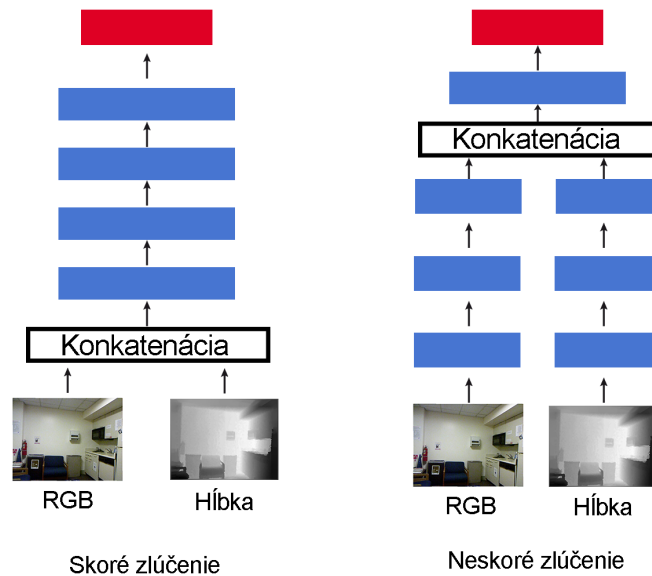 Konkatenácia
RGB
Hĺbka
Skoré zlúčenie
Konkatenácia
RGB
Hĺbka
Neskoré zlúčenie